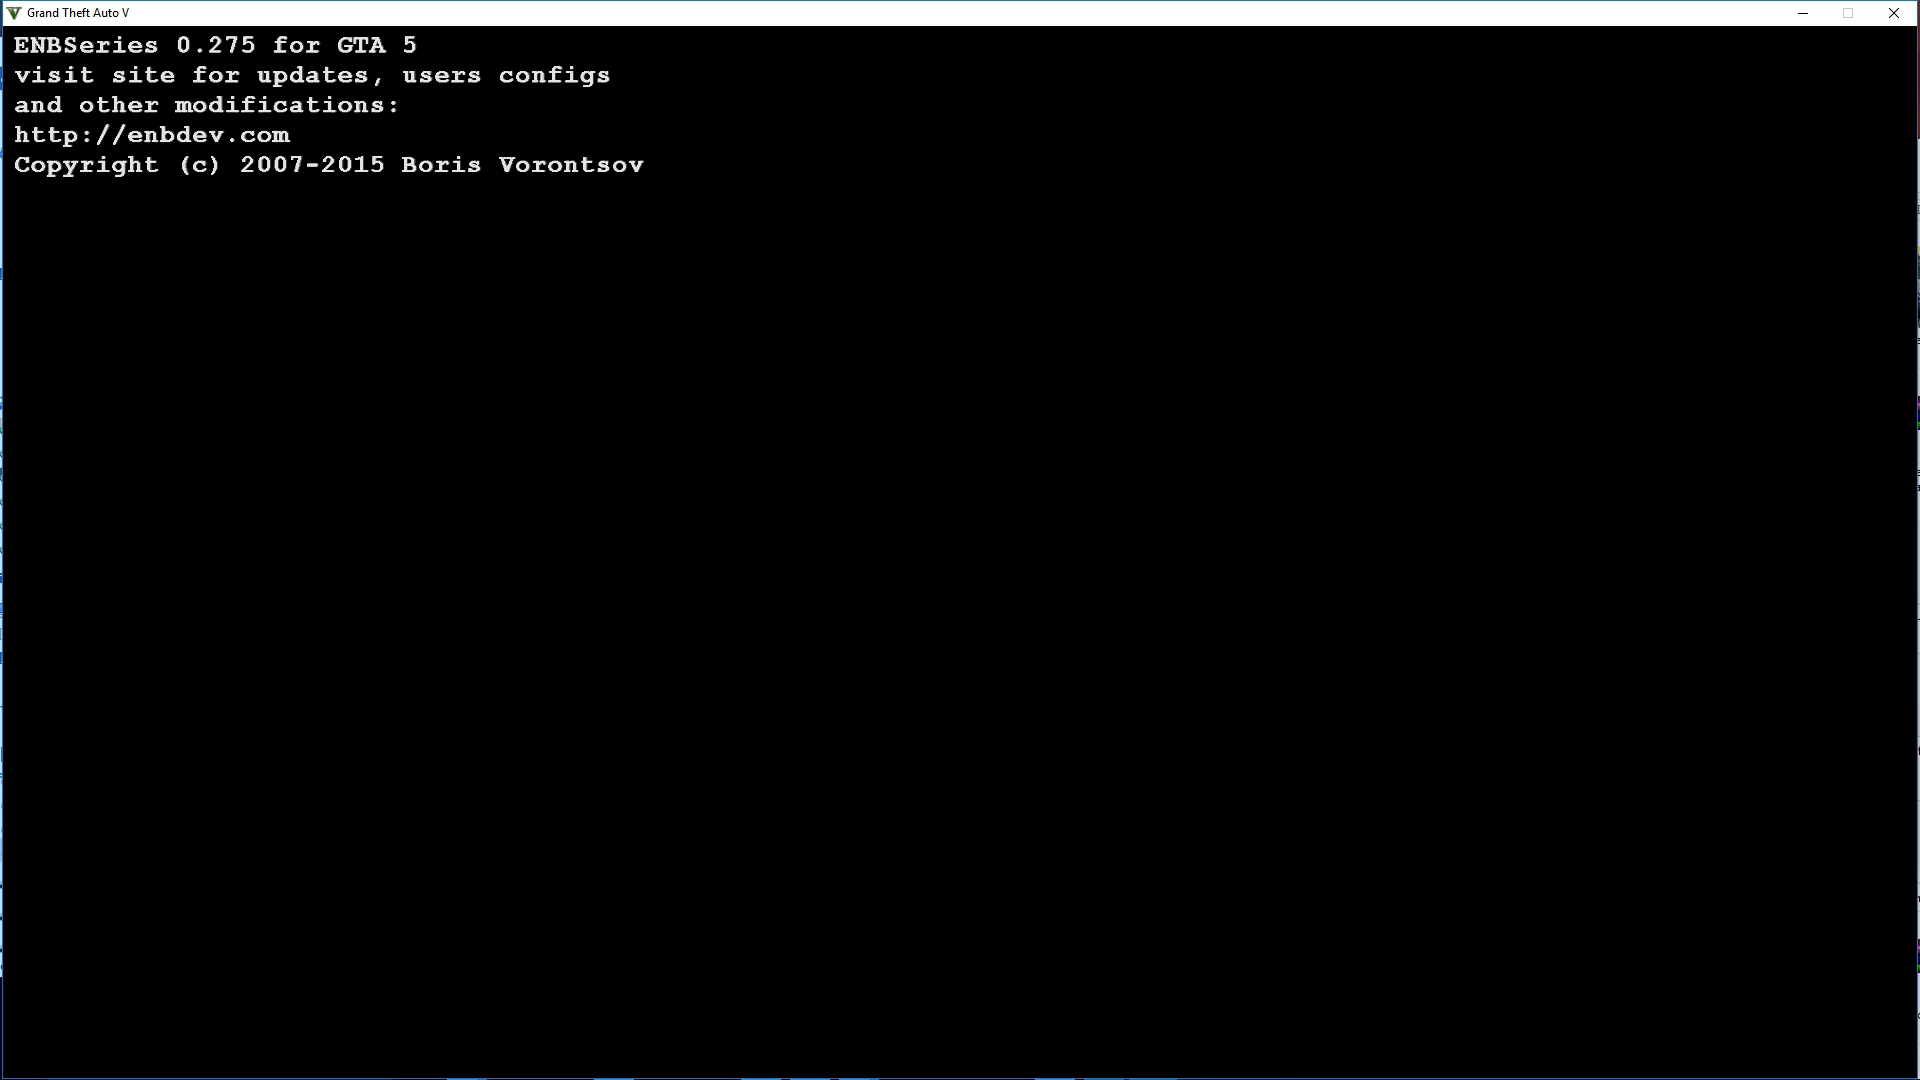 Grand Theft Auto V
ENBSeries 0.275 for GTA 5
visit site for updates, users configs
and other modifications:
http://enbdev.com
Copyright (c) 2007-2015 Boris Vorontsov